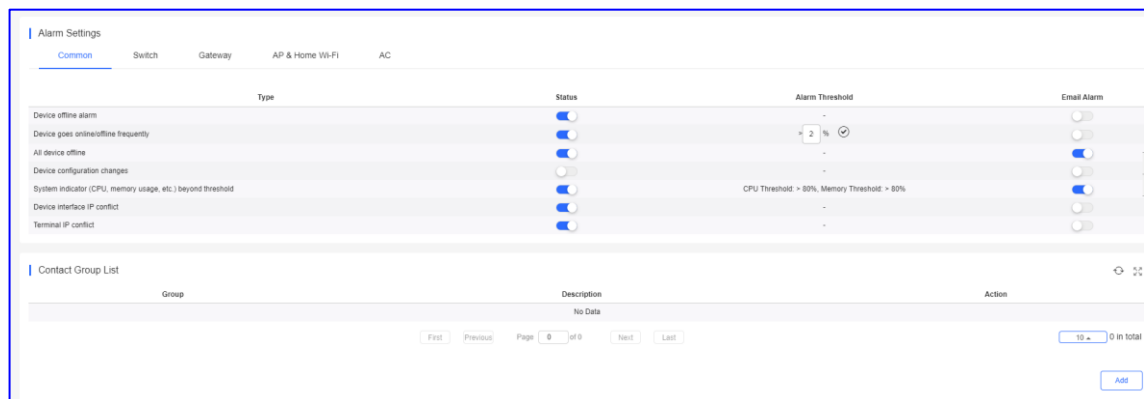 Alarm Settings
Common Switch Gateway AP & Home Wi-Fi AC
Type Status Alarm Threshold Email Alarm
Device offline alarm -
Device goes online/offline frequently > 2 %
All device offline -
Device configuration changes -
System indicator (CPU, memory usage, etc.) beyond threshold CPU Threshold: > 80%, Memory Threshold: > 80%
Device interface IP conflict -
Terminal IP conflict -
Contact Group List
Group Description Action
No Data
First Previous Page 0 of 0 Next Last 10 0 in total
Add